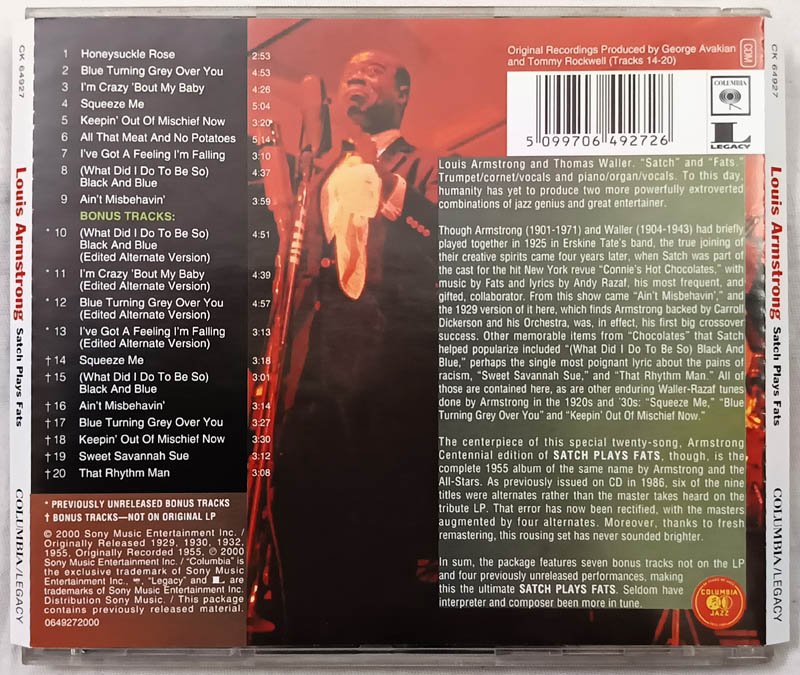 CK 64927
Louis Armstrong Satch Plays Fats
COLUMBIA/LEGACY
1 Honeysuckle Rose 2:53
2 Blue Turning Grey Over You 4:53
3 I'm Crazy 'Bout My Baby 4:26
4 Squeeze Me 5:04
5 Keepin' Out Of Mischief Now 3:20
6 All That Meat And No Potatoes 5:14
7 I've Got A Feeling I'm Falling 3:10
8 (What Did I Do To Be So) 4:37
Black And Blue
9 Ain't Misbehavin' 3:59
BONUS TRACKS:
* 10 (What Did I Do To Be So) 4:51
Black And Blue
(Edited Alternate Version)
* 11 I'm Crazy 'Bout My Baby 4:39
(Edited Alternate Version)
* 12 Blue Turning Grey Over You 4:57
(Edited Alternate Version)
* 13 I've Got A Feeling I'm Falling 3:13
(Edited Alternate Version)
† 14 Squeeze Me 3:18
† 15 (What Did I Do To Be So) 3:01
Black And Blue
† 16 Ain't Misbehavin' 3:14
† 17 Blue Turning Grey Over You 3:27
† 18 Keepin' Out Of Mischief Now 3:30
† 19 Sweet Savannah Sue 3:12
† 20 That Rhythm Man 3:08
* PREVIOUSLY UNRELEASED BONUS TRACKS
† BONUS TRACKS—NOT ON ORIGINAL LP
© 2000 Sony Music Entertainment Inc. /
Originally Released 1929, 1930, 1932,
1955, Originally Recorded 1955, ℗ 2000
Sony Music Entertainment Inc. / "Columbia" is
the exclusive trademark of Sony Music
Entertainment Inc., "Legacy" and L are
trademarks of Sony Music Entertainment Inc.
Distribution Sony Music. / This package
contains previously released material.
0649272000
Original Recordings Produced by George Avakian
and Tommy Rockwell (Tracks 14-20)
COM
5 099706 492726
COLUMBIA
L
LEGACY
Louis Armstrong and Thomas Waller. "Satch" and "Fats."
Trumpet/cornet/vocals and piano/organ/vocals. To this day,
humanity has yet to produce two more powerfully extroverted
combinations of jazz genius and great entertainer.
Though Armstrong (1901-1971) and Waller (1904-1943) had briefly
played together in 1925 in Erskine Tate's band, the true joining of
their creative spirits came four years later, when Satch was part of
the cast for the hit New York revue "Connie's Hot Chocolates," with
music by Fats and lyrics by Andy Razaf, his most frequent, and
gifted, collaborator. From this show came "Ain't Misbehavin'," and
the 1929 version of it here, which finds Armstrong backed by Carroll
Dickerson and his Orchestra, was, in effect, his first big crossover
success. Other memorable items from "Chocolates" that Satch
helped popularize included "(What Did I Do To Be So) Black And
Blue," perhaps the single most poignant lyric about the pains of
racism, "Sweet Savannah Sue," and "That Rhythm Man." All of
those are contained here, as are other enduring Waller-Razaf tunes
done by Armstrong in the 1920s and '30s: "Squeeze Me," "Blue
Turning Grey Over You" and "Keepin' Out Of Mischief Now."
The centerpiece of this special twenty-song, Armstrong
Centennial edition of SATCH PLAYS FATS, though, is the
complete 1955 album of the same name by Armstrong and the
All-Stars. As previously issued on CD in 1986, six of the nine
titles were alternates rather than the master takes heard on the
tribute LP. That error has now been rectified, with the masters
augmented by four alternates. Moreover, thanks to fresh
remastering, this rousing set has never sounded brighter.
In sum, the package features seven bonus tracks not on the LP
and four previously unreleased performances, making
this the ultimate SATCH PLAYS FATS. Seldom have
interpreter and composer been more in tune.
COLUMBIA
JAZZ
CK 64927
Louis Armstrong Satch Plays Fats
COLUMBIA/LEGACY